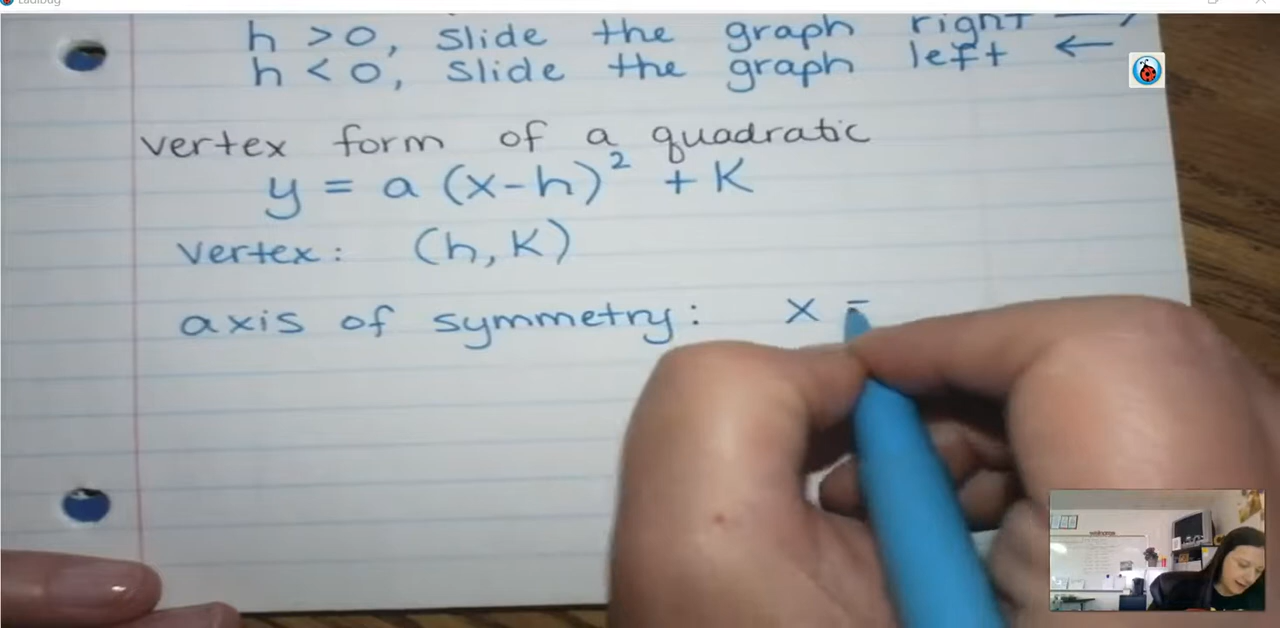 LadiBug
h > 0, slide the graph right →
h < 0, slide the graph left ←
vertex form of a quadratic
y = a (x-h)² + K
vertex: (h, K)
axis of symmetry: x =